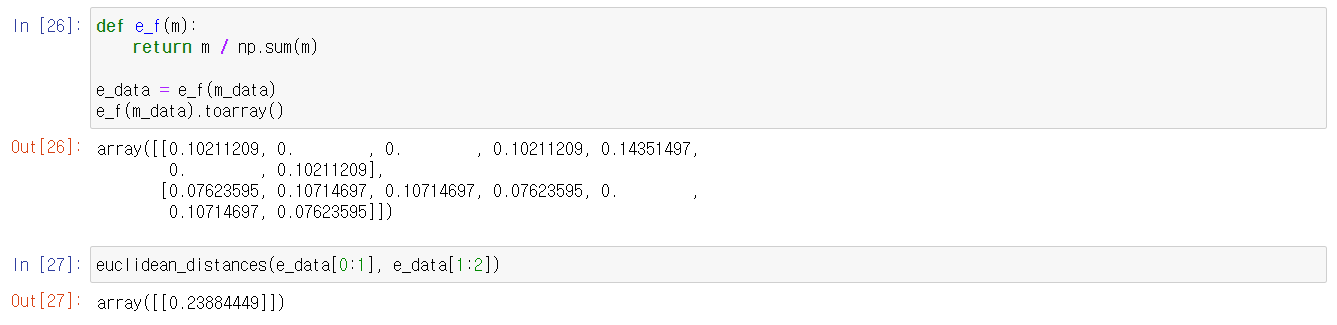 In [26]: def e_f(m):
    return m / np.sum(m)
e_data = e_f(m_data)
e_f(m_data).toarray()
Out[26]: array([[0.10211209, 0.        , 0.        , 0.10211209, 0.14351497,
        0.        , 0.10211209],
       [0.07623595, 0.10714697, 0.10714697, 0.07623595, 0.        ,
        0.10714697, 0.07623595]])
In [27]: euclidean_distances(e_data[0:1], e_data[1:2])
Out[27]: array([[0.23884449]])